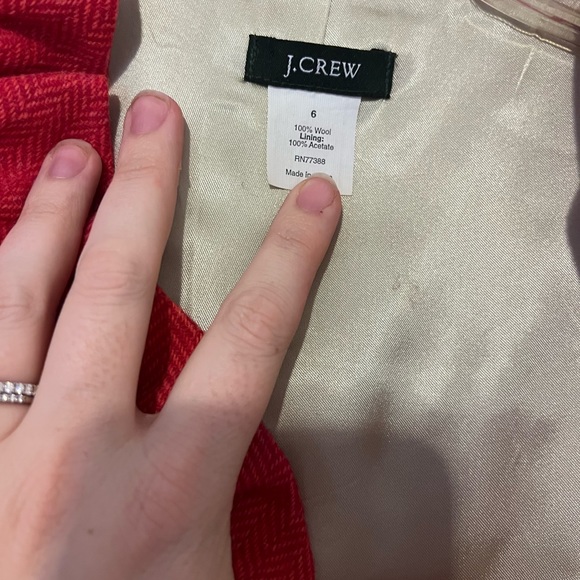 J.CREW
6
100% Wool
Lining:
100% Acetate
RN77388
Made in